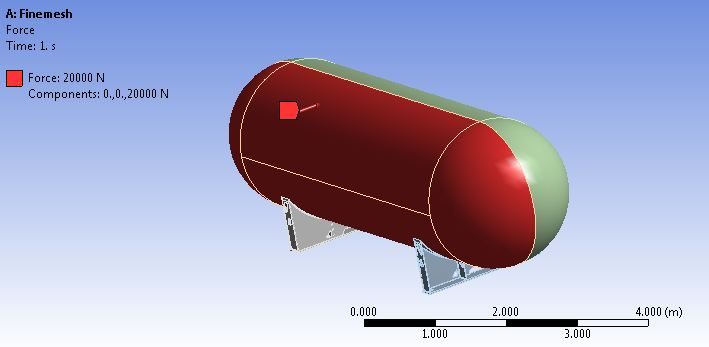 A: Finemesh
Force
Time: 1. s
Force: 20000 N
Components: 0.,0.,20000 N
0.000 2.000 4.000 (m)
1.000 3.000